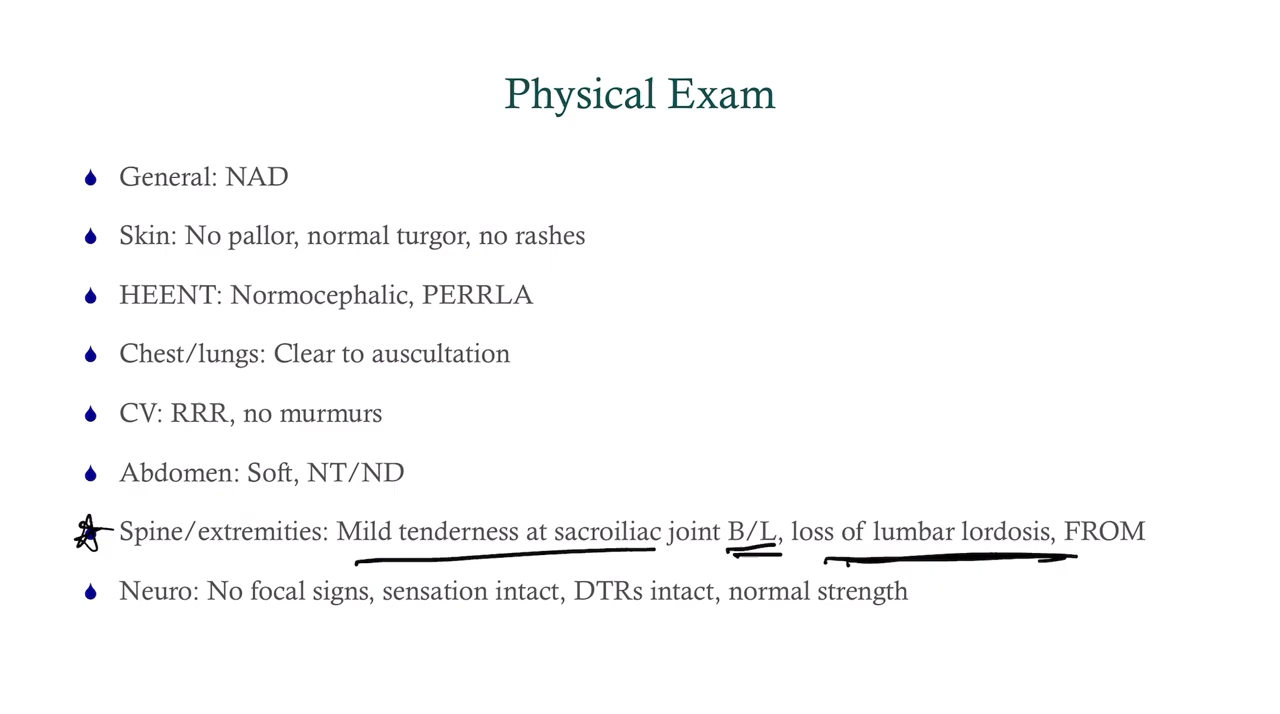 Physical Exam
General: NAD
Skin: No pallor, normal turgor, no rashes
HEENT: Normocephalic, PERRLA
Chest/lungs: Clear to auscultation
CV: RRR, no murmurs
Abdomen: Soft, NT/ND
Spine/extremities: Mild tenderness at sacroiliac joint B/L, loss of lumbar lordosis, FROM
Neuro: No focal signs, sensation intact, DTRs intact, normal strength